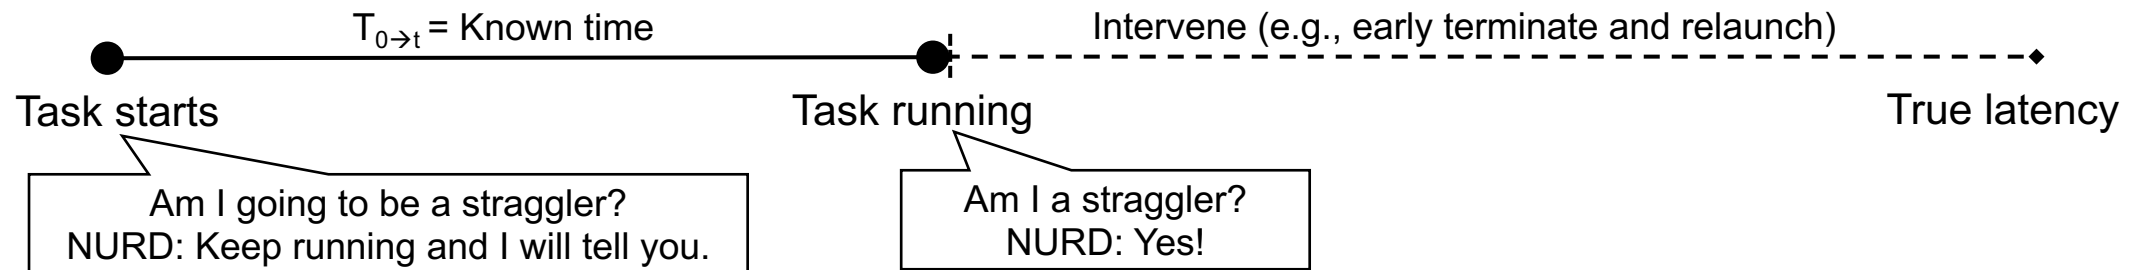 T0→t = Known time
Intervene (e.g., early terminate and relaunch)
Task starts
Task running
True latency
Am I going to be a straggler?
NURD: Keep running and I will tell you.
Am I a straggler?
NURD: Yes!